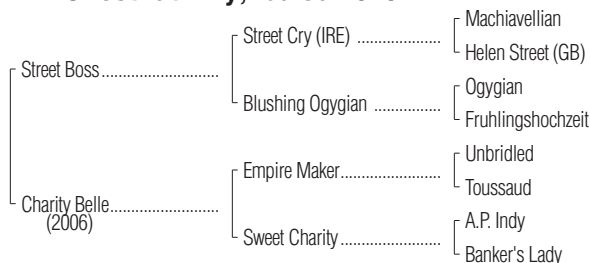 Street Boss
Charity Belle
(2006)
Street Cry (IRE)
Blushing Ogygian
Empire Maker
Sweet Charity
Machiavellian
Helen Street (GB)
Ogygian
Fruhlingshochzeit
Unbridled
Toussaud
A.P. Indy
Banker's Lady